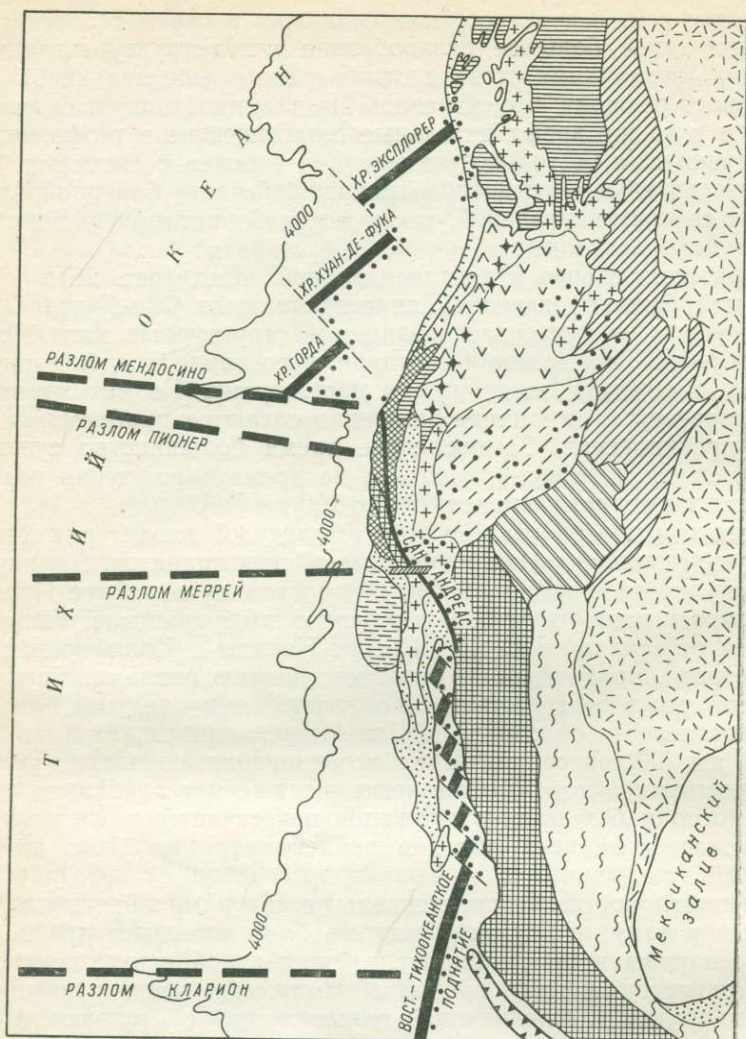 ТИХИЙ ОКЕАН
4000
ХР. ЭКСПЛОРЕР
ХР. ХУАН-ДЕ-ФУКА
ХР. ГОРДА
РАЗЛОМ МЕНДОСИНО
РАЗЛОМ ПИОНЕР
4000
САН-АНДРЕАС
РАЗЛОМ МЕРРЕЙ
Мексиканский
Залив
4000
РАЗЛОМ КЛАРИОН
ВОСТ.-ТИХООКЕАНСКОЕ
ПОДНЯТИЕ